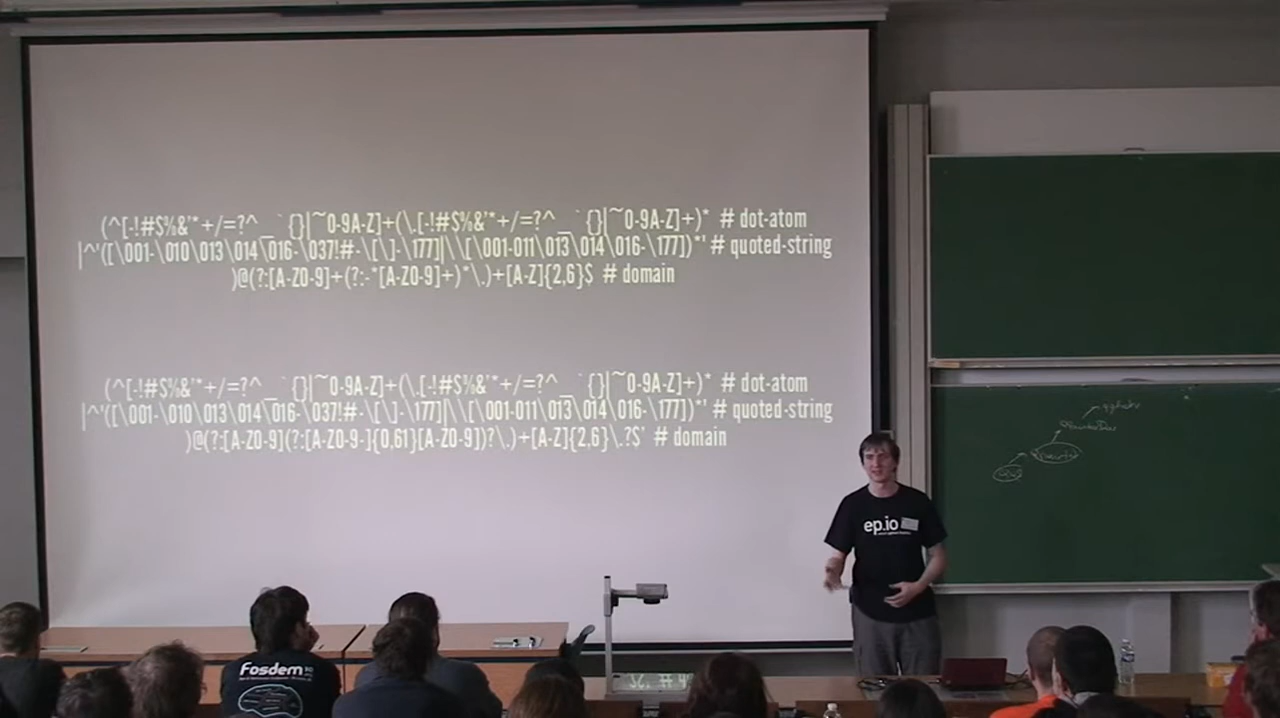 (^[-!#$%&'*+/=?^_`{}|~0-9A-Z]+(\.[-!#$%&'*+/=?^_`{}|~0-9A-Z]+)* # dot-atom
|^'([\001-\010\013\014\016-\037!#-\[\]-\177]|\\[\001-011\013\014\016-\177])*' # quoted-string
)@(?:[A-Z0-9]+(?:-*[A-Z0-9]+)*\.)+[A-Z]{2,6}$ # domain
(^[-!#$%&'*+/=?^_`{}|~0-9A-Z]+(\.[-!#$%&'*+/=?^_`{}|~0-9A-Z]+)* # dot-atom
|^'([\001-\010\013\014\016-\037!#-\[\]-\177]|\\[\001-011\013\014\016-\177])*' # quoted-string
)@(?:[A-Z0-9](?:[A-Z0-9-]{0,61}[A-Z0-9])?\.)+[A-Z]{2,6}\.?$' # domain
ep.io
Fosdem